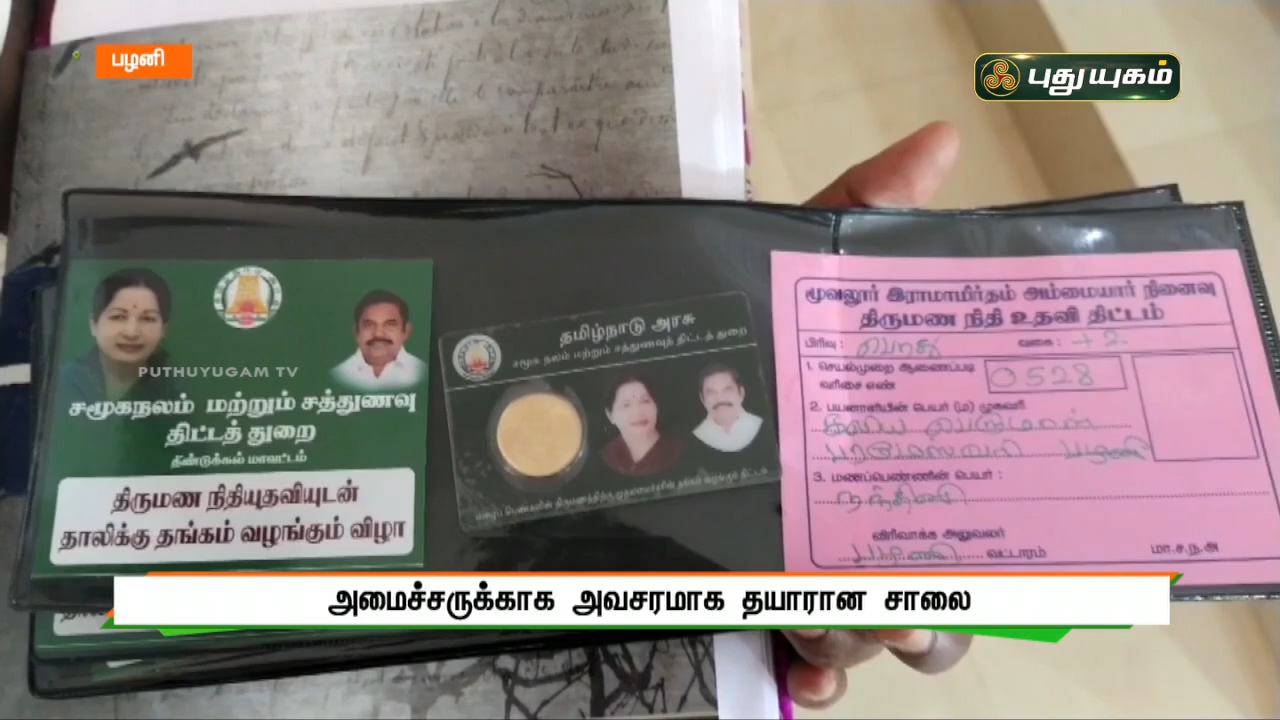 பழனி
புதுயுகம்
PUTHUYUGAM TV
சமூகநலம் மற்றும் சத்துணவு
திட்டத் துறை
திண்டுக்கல் மாவட்டம்
திருமண நிதியுதவியுடன்
தாலிக்கு தங்கம் வழங்கும் விழா
தமிழ்நாடு அரசு
சமூக நலம் மற்றும் சத்துணவுத் திட்டத் துறை
மூவலூர் இராமாமிர்தம் அம்மையார் நினைவு
திருமண நிதி உதவி திட்டம்
பிரிவு : வகை : +2
1. செயல்முறை ஆணைப்படி
வரிசை எண் 0528
2. பயனாளியின் பெயர் (ம) முகவரி
3. மணப்பெண்ணின் பெயர் :
விரிவாக்க அலுவலர்
வட்டாரம் மா.ச.ந.அ
அமைச்சருக்காக அவசரமாக தயாரான சாலை